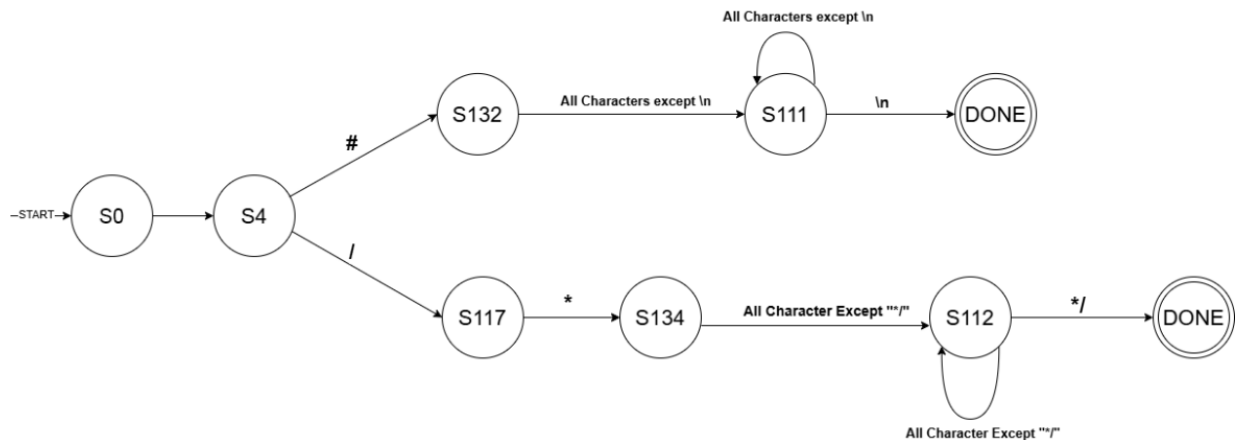 All Characters except \n
S132
All Characters except \n
S111
\n
DONE
#
--START→
S0
S4
/
S117
*
S134
All Character Except "*/"
S112
*/
DONE
All Character Except "*/"